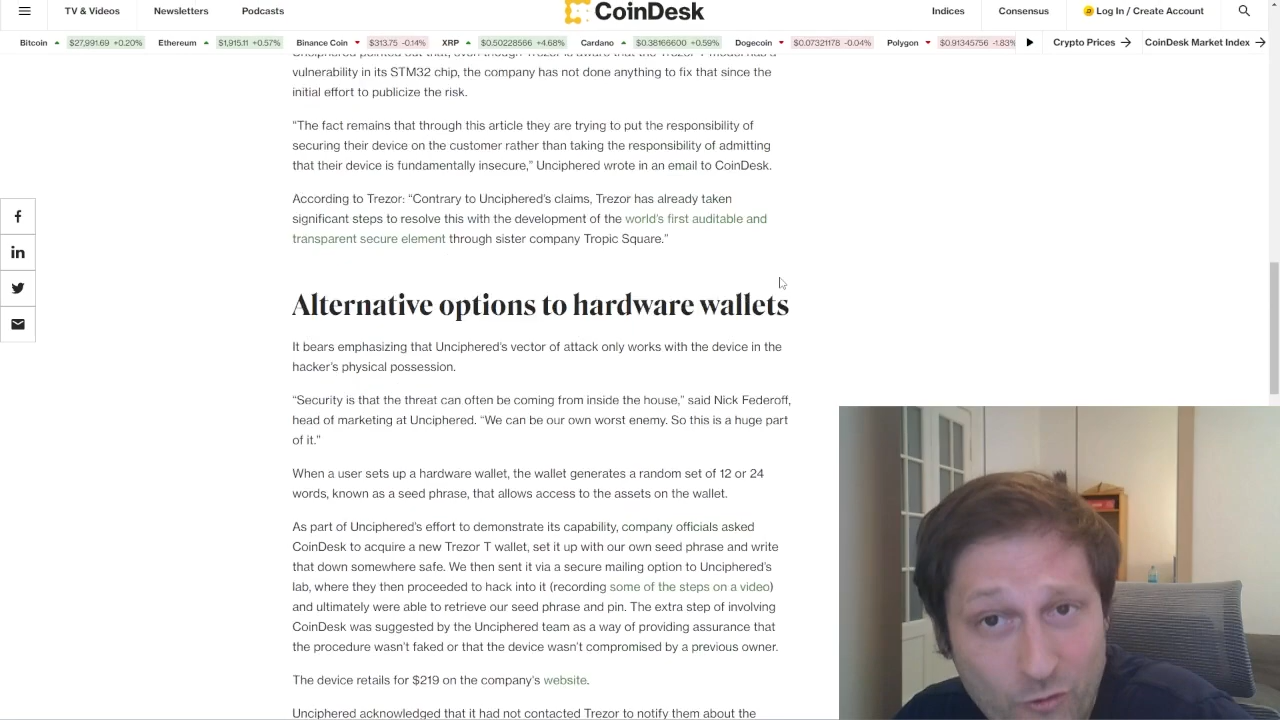 TV & Videos Newsletters Podcasts
CoinDesk
Indices Consensus Log In / Create Account
Bitcoin $27,991.69 +0.20% Ethereum $1,915.11 +0.57% Binance Coin $313.75 -0.14% XRP $0.50228566 +4.68% Cardano $0.38166600 +0.59% Dogecoin $0.07321178 -0.04% Polygon $0.91345756 -1.83% Crypto Prices → CoinDesk Market Index →
vulnerability in its STM32 chip, the company has not done anything to fix that since the
initial effort to publicize the risk.
“The fact remains that through this article they are trying to put the responsibility of
securing their device on the customer rather than taking the responsibility of admitting
that their device is fundamentally insecure,” Unciphered wrote in an email to CoinDesk.
According to Trezor: “Contrary to Unciphered’s claims, Trezor has already taken
significant steps to resolve this with the development of the world’s first auditable and
transparent secure element through sister company Tropic Square.”
Alternative options to hardware wallets
It bears emphasizing that Unciphered’s vector of attack only works with the device in the
hacker’s physical possession.
“Security is that the threat can often be coming from inside the house,” said Nick Federoff,
head of marketing at Unciphered. “We can be our own worst enemy. So this is a huge part
of it.”
When a user sets up a hardware wallet, the wallet generates a random set of 12 or 24
words, known as a seed phrase, that allows access to the assets on the wallet.
As part of Unciphered’s effort to demonstrate its capability, company officials asked
CoinDesk to acquire a new Trezor T wallet, set it up with our own seed phrase and write
that down somewhere safe. We then sent it via a secure mailing option to Unciphered’s
lab, where they then proceeded to hack into it (recording some of the steps on a video)
and ultimately were able to retrieve our seed phrase and pin. The extra step of involving
CoinDesk was suggested by the Unciphered team as a way of providing assurance that
the procedure wasn’t faked or that the device wasn’t compromised by a previous owner.
The device retails for $219 on the company’s website.
Unciphered acknowledged that it had not contacted Trezor to notify them about the